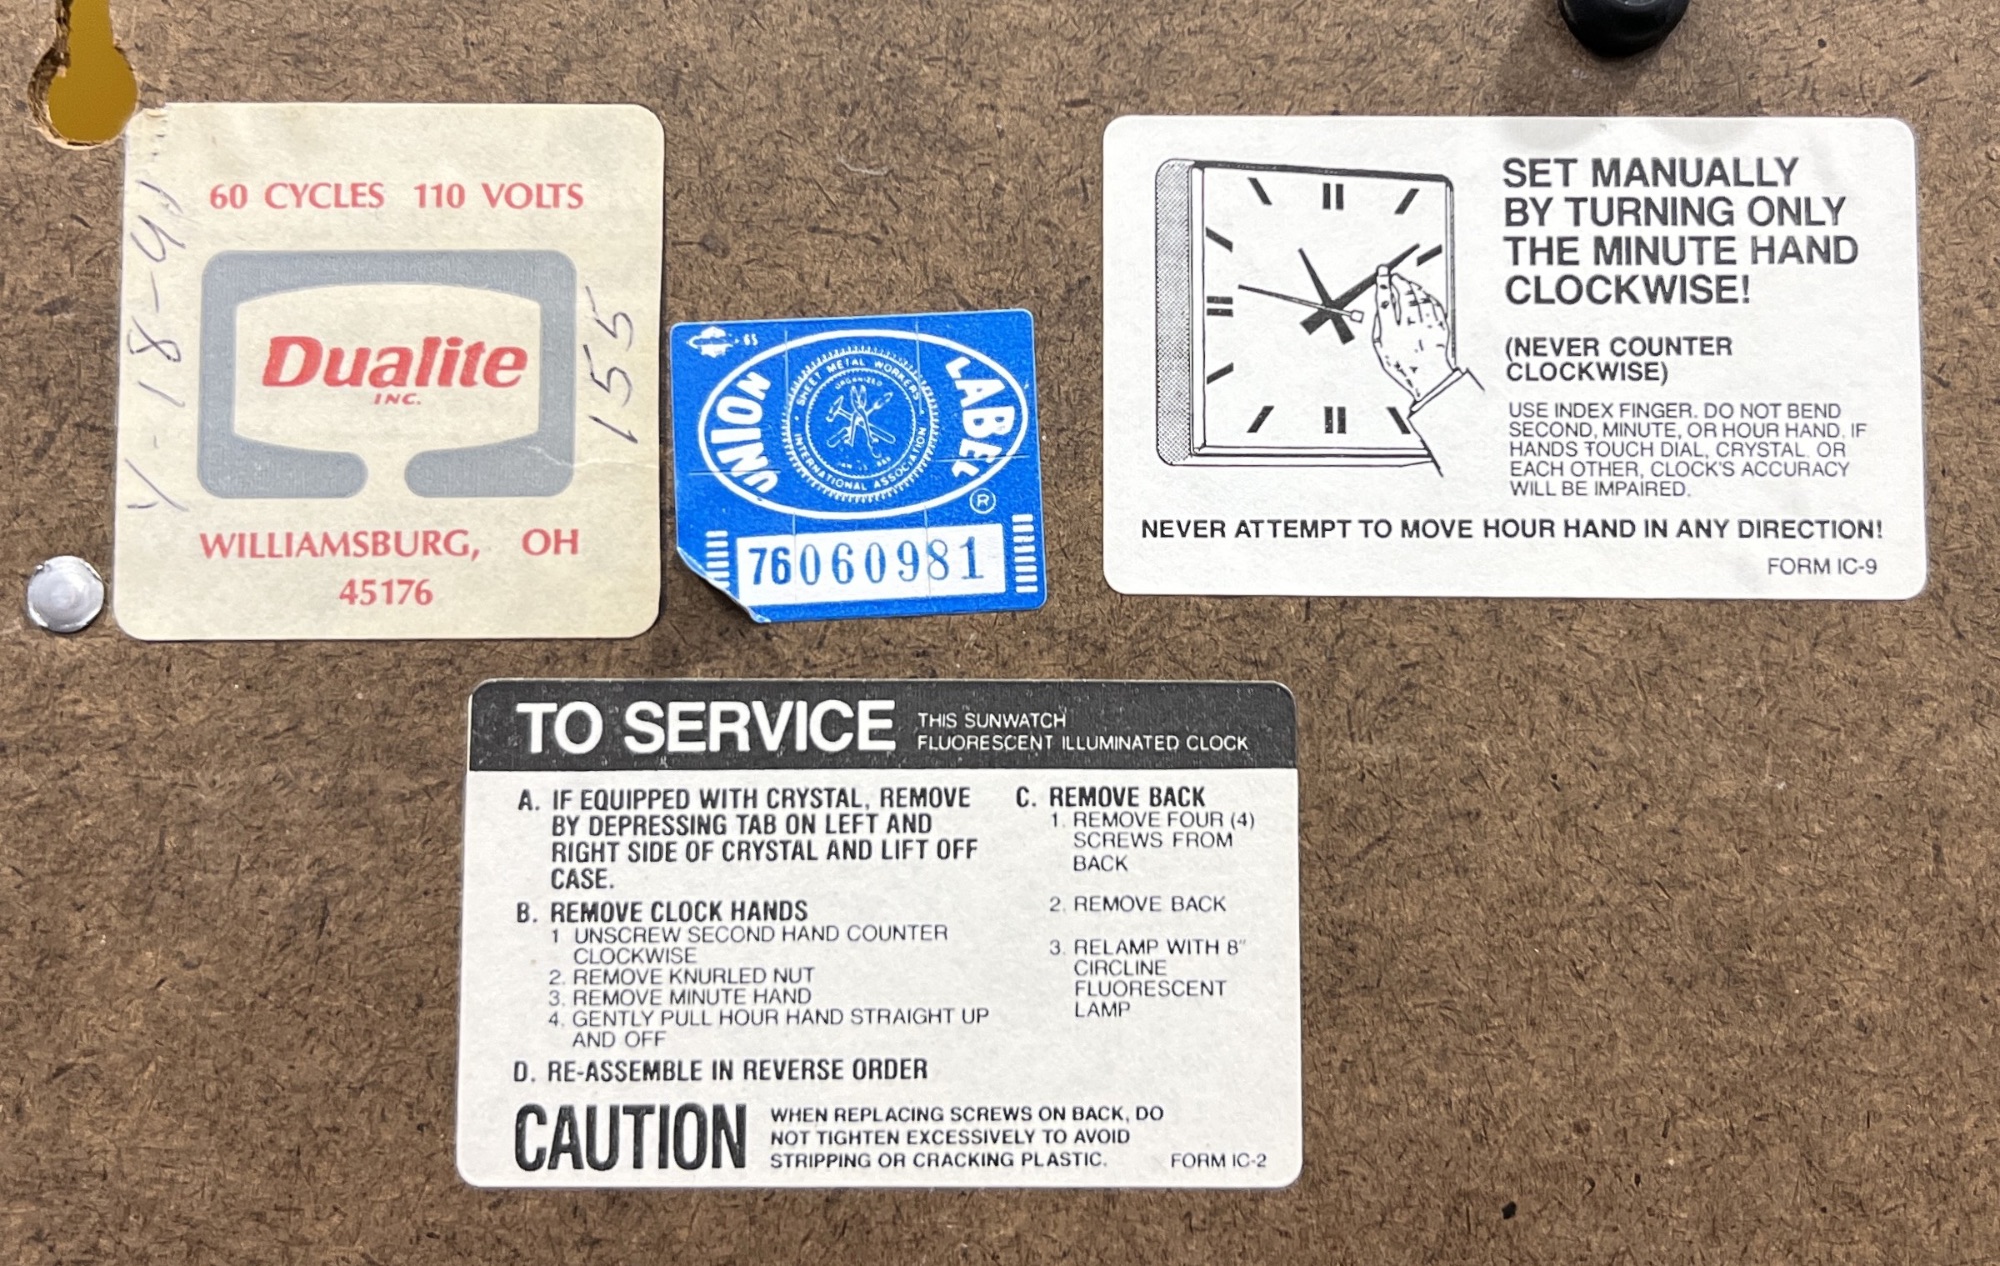 60 CYCLES 110 VOLTS
Dualite
INC.
WILLIAMSBURG, OH
45176
155
65
UNION LABEL
SHEET METAL WORKERS
INTERNATIONAL ASSOCIATION
ORGANIZED
®
76060981
SET MANUALLY
BY TURNING ONLY
THE MINUTE HAND
CLOCKWISE!
(NEVER COUNTER
CLOCKWISE)
USE INDEX FINGER. DO NOT BEND
SECOND, MINUTE, OR HOUR HAND. IF
HANDS TOUCH DIAL, CRYSTAL, OR
EACH OTHER, CLOCK'S ACCURACY
WILL BE IMPAIRED.
NEVER ATTEMPT TO MOVE HOUR HAND IN ANY DIRECTION!
FORM IC-9
TO SERVICE THIS SUNWATCH
FLUORESCENT ILLUMINATED CLOCK
A. IF EQUIPPED WITH CRYSTAL, REMOVE
BY DEPRESSING TAB ON LEFT AND
RIGHT SIDE OF CRYSTAL AND LIFT OFF
CASE.
B. REMOVE CLOCK HANDS
1 UNSCREW SECOND HAND COUNTER
CLOCKWISE
2. REMOVE KNURLED NUT
3. REMOVE MINUTE HAND
4. GENTLY PULL HOUR HAND STRAIGHT UP
AND OFF
C. REMOVE BACK
1. REMOVE FOUR (4)
SCREWS FROM
BACK
2. REMOVE BACK
3. RELAMP WITH 8"
CIRCLINE
FLUORESCENT
LAMP
D. RE-ASSEMBLE IN REVERSE ORDER
CAUTION WHEN REPLACING SCREWS ON BACK, DO
NOT TIGHTEN EXCESSIVELY TO AVOID
STRIPPING OR CRACKING PLASTIC.
FORM IC-2